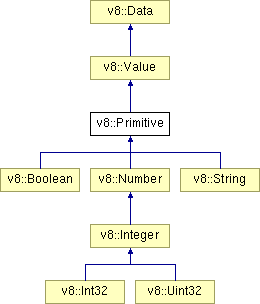 v8::Data
v8::Value
v8::Primitive
v8::Boolean
v8::Number
v8::String
v8::Integer
v8::Int32
v8::Uint32